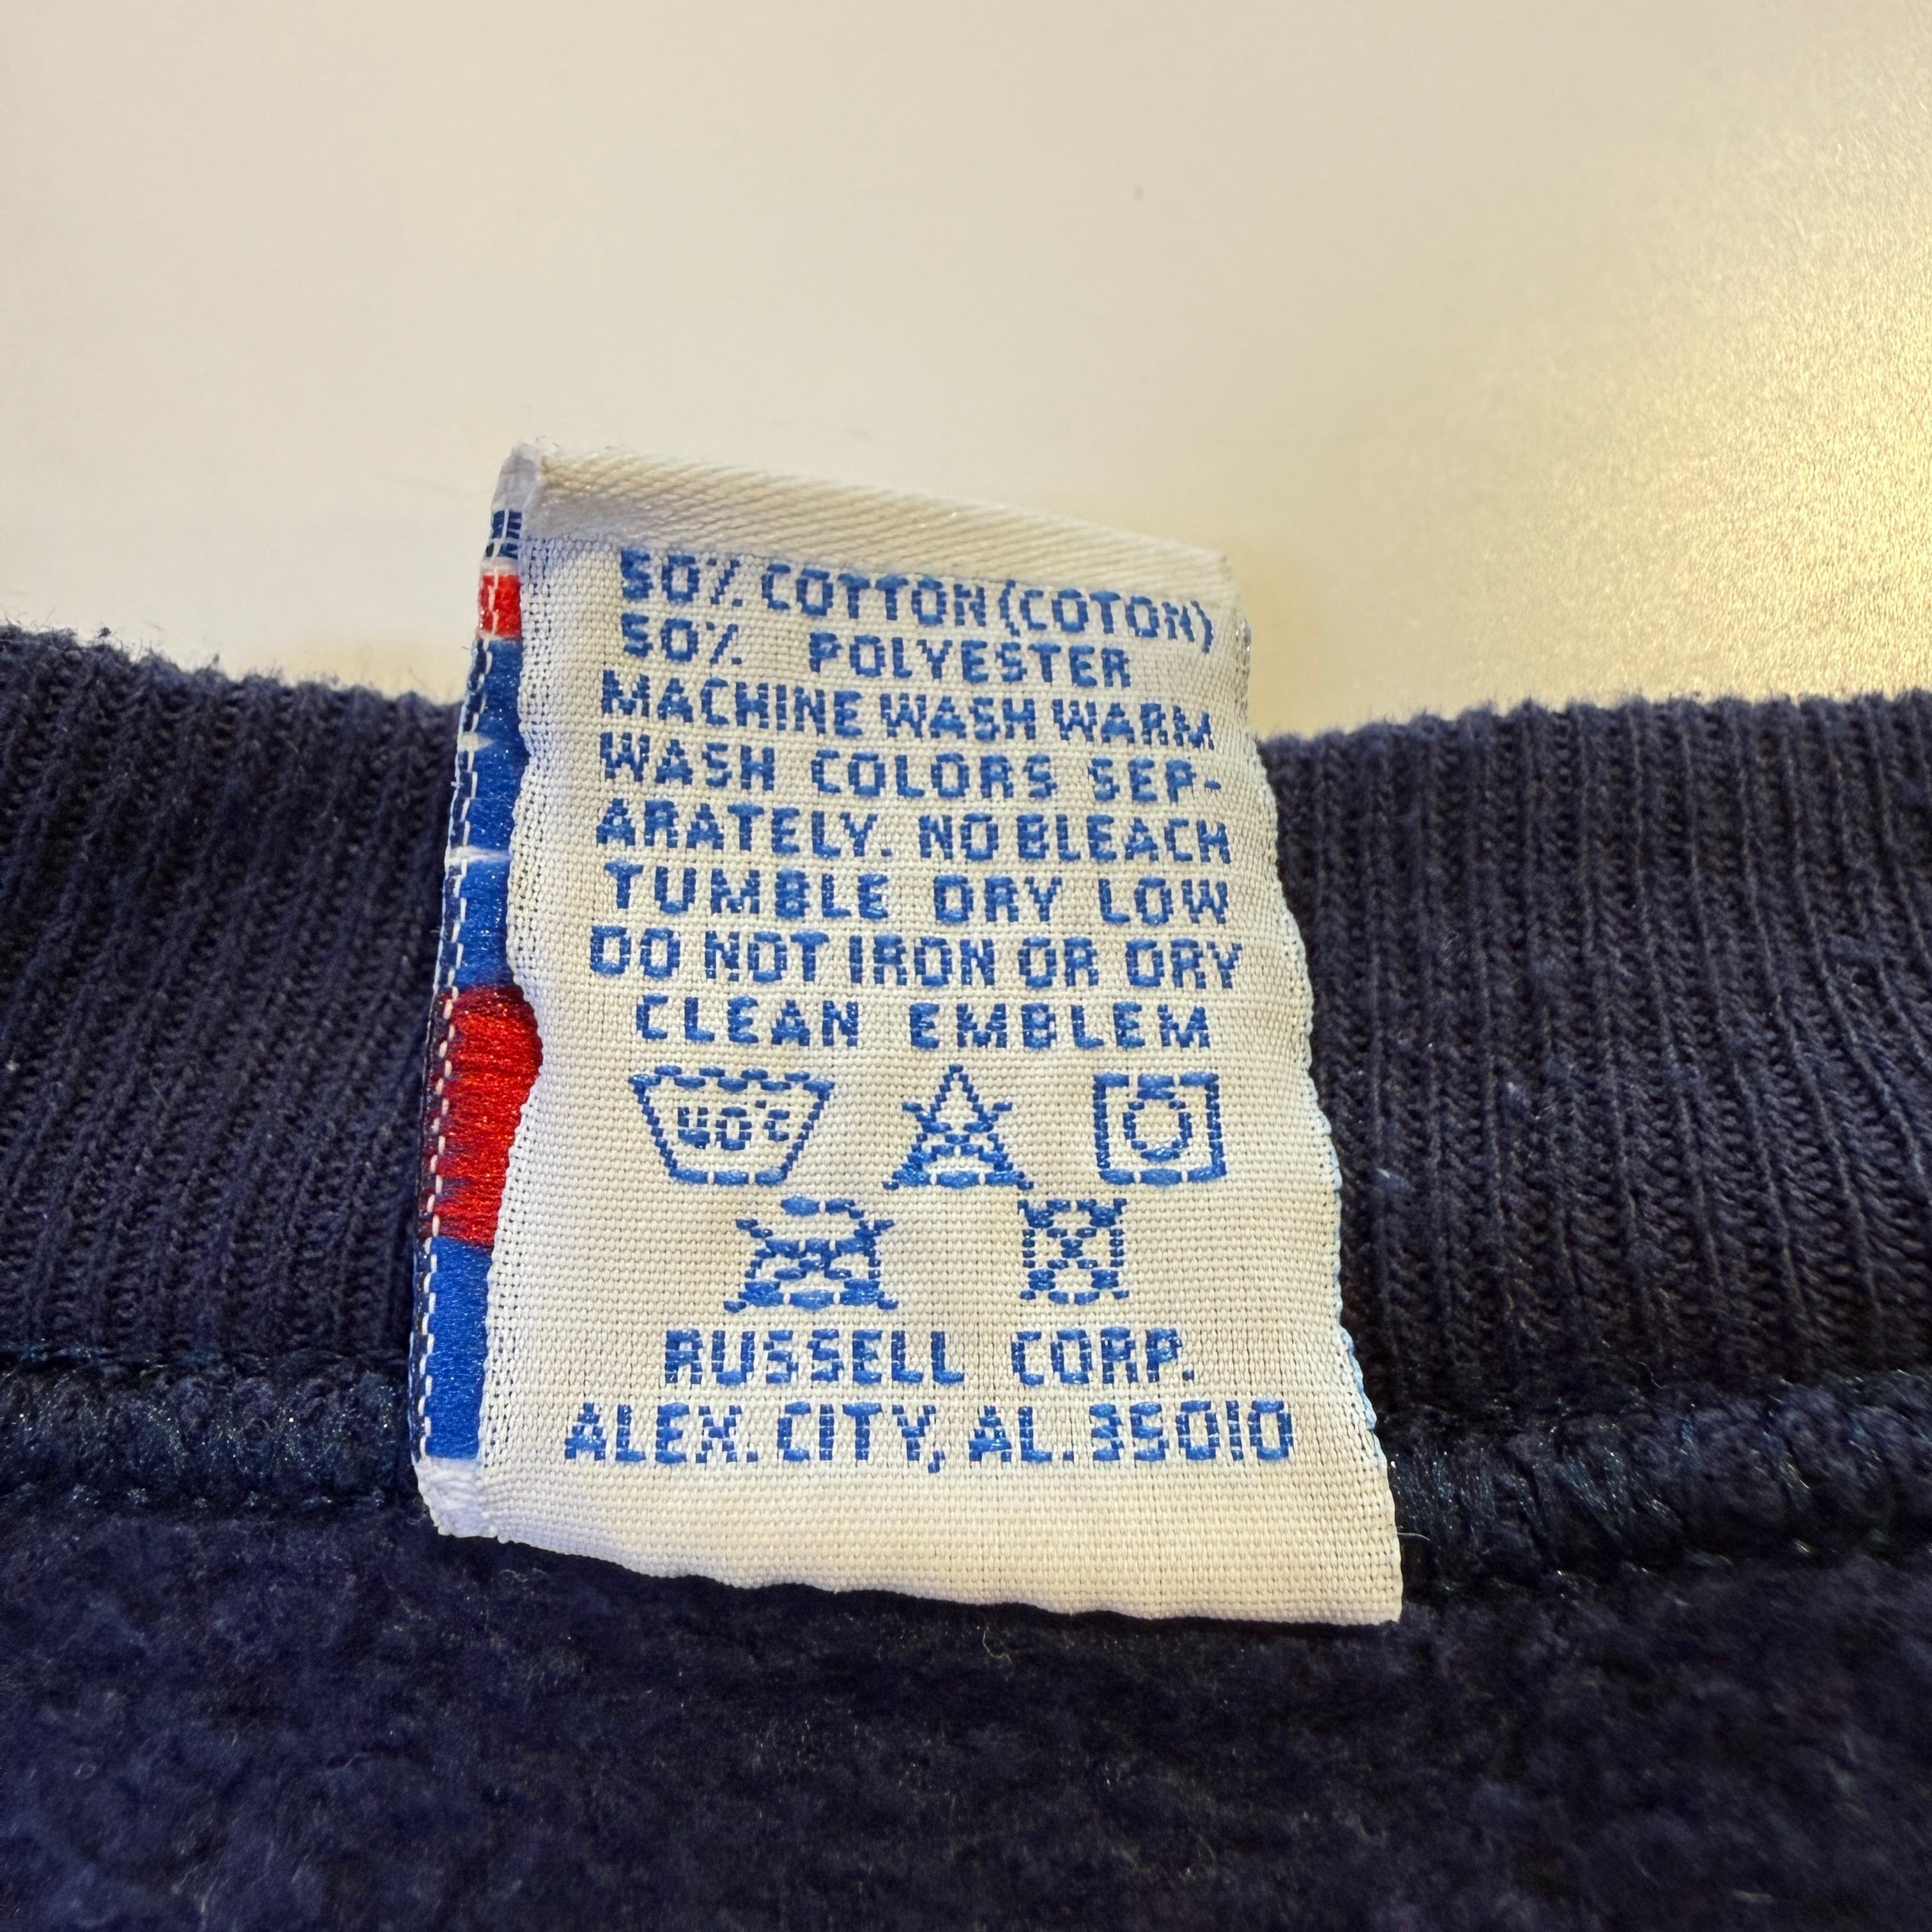 50% COTTON (COTON)
50% POLYESTER
MACHINE WASH WARM
WASH COLORS SEP-
ARATELY. NO BLEACH
TUMBLE DRY LOW
DO NOT IRON OR DRY
CLEAN EMBLEM
40°C
RUSSELL CORP.
ALEX. CITY, AL. 35010